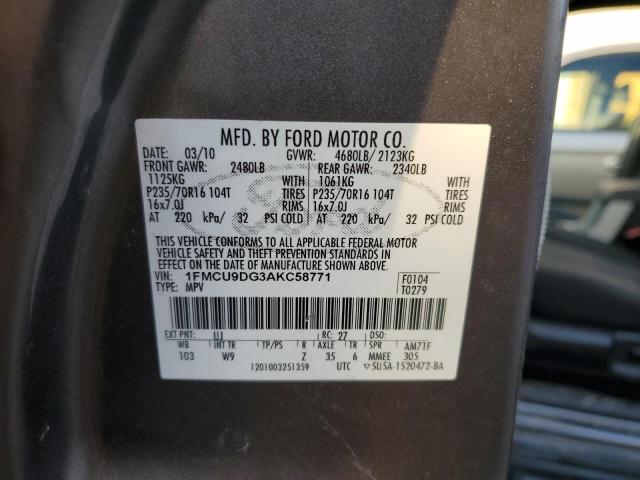 MFD. BY FORD MOTOR CO.
DATE: 03/10 GVWR: 4680LB/ 2123KG
FRONT GAWR: 2480LB REAR GAWR: 2340LB
1125KG WITH 1061KG WITH
P235/70R16 104T TIRES P235/70R16 104T TIRES
16x7.0J RIMS 16x7.0J RIMS
AT 220 kPa/ 32 PSI COLD AT 220 kPa/ 32 PSI COLD
THIS VEHICLE CONFORMS TO ALL APPLICABLE FEDERAL MOTOR
VEHICLE SAFETY AND THEFT PREVENTION STANDARDS IN
EFFECT ON THE DATE OF MANUFACTURE SHOWN ABOVE.
VIN: 1FMCU9DG3AKC58771 F0104
TYPE: MPV T0279
EXT PNT: UJ RC: 27 DSO:
WB INT TR TP/PS R AXLE TR SPR AM71F
103 W9 Z 35 6 MMEE 305
1201003251359 UTC ▽5U5A-1520472-BA